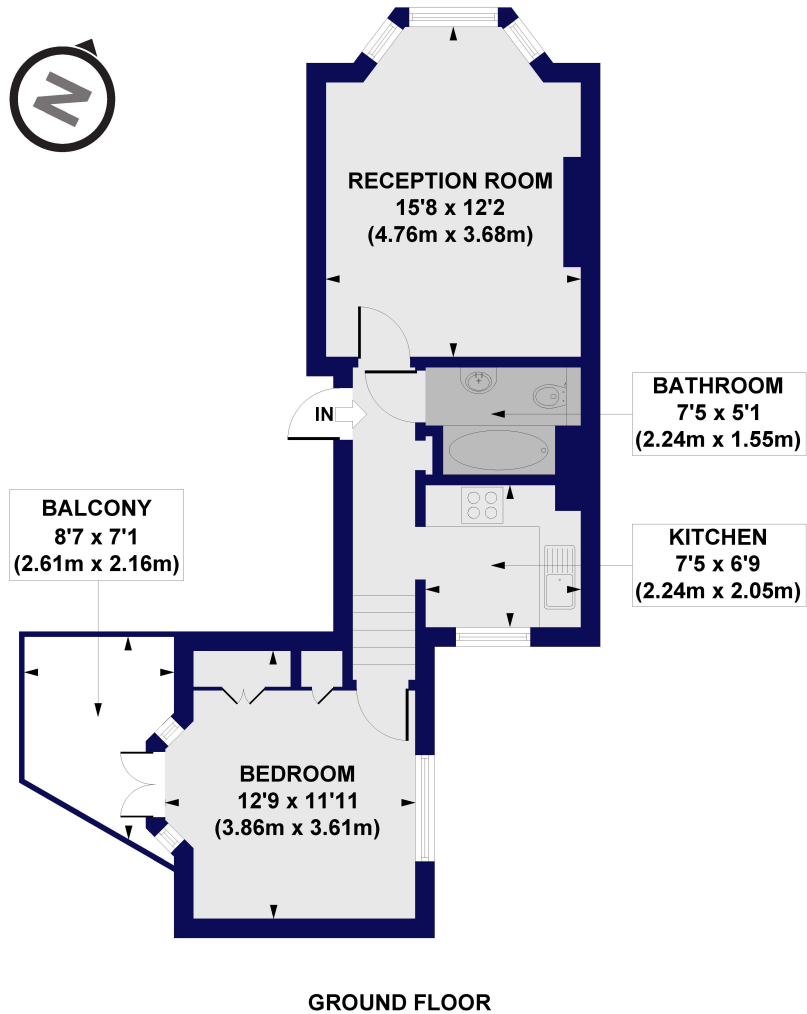 N
RECEPTION ROOM
15'8 x 12'2
(4.76m x 3.68m)
IN
BATHROOM
7'5 x 5'1
(2.24m x 1.55m)
BALCONY
8'7 x 7'1
(2.61m x 2.16m)
KITCHEN
7'5 x 6'9
(2.24m x 2.05m)
BEDROOM
12'9 x 11'11
(3.86m x 3.61m)
GROUND FLOOR